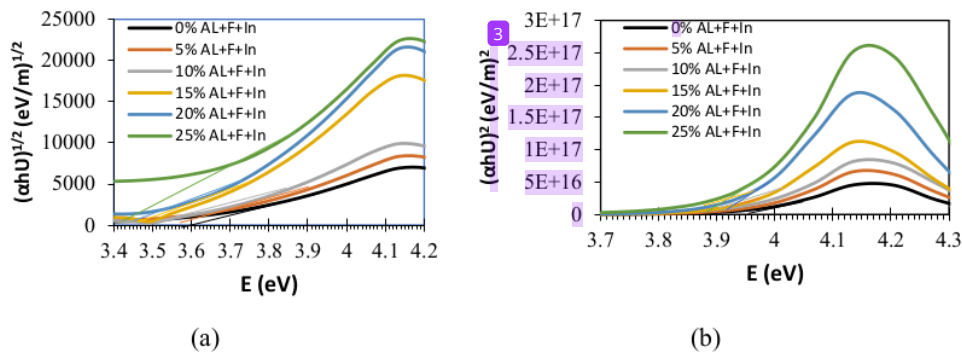 25000
20000
15000
10000
5000
0
(αhU)¹/² (eV/m)¹/²
0% AL+F+In
5% AL+F+In
10% AL+F+In
15% AL+F+In
20% AL+F+In
25% AL+F+In
3.4 3.5 3.6 3.7 3.8 3.9 4 4.1 4.2
E (eV)
(a)
3
3E+17
2.5E+17
2E+17
1.5E+17
1E+17
5E+16
0
(αhU)² (eV/m)²
0% AL+F+In
5% AL+F+In
10% AL+F+In
15% AL+F+In
20% AL+F+In
25% AL+F+In
3.7 3.8 3.9 4 4.1 4.2 4.3
E (eV)
(b)